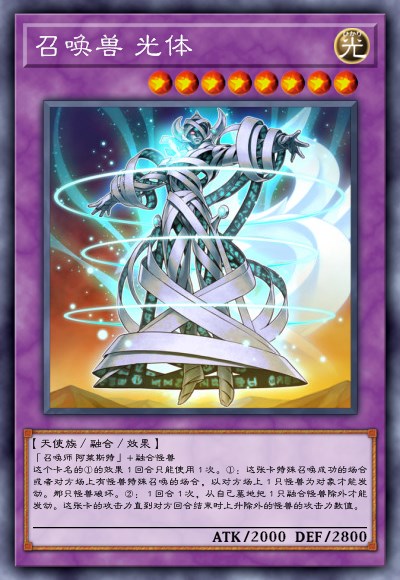 召唤兽 光体
ひかり
光
【天使族／融合／效果】
「召唤师 阿莱斯特」+融合怪兽
这个卡名的①的效果1回合只能使用1次。①：这张卡特殊召唤成功的场合
或者对方场上有怪兽特殊召唤的场合，以对方场上1只怪兽为对象才能发
动。那只怪兽破坏。②：1回合1次，从自己墓地把1只融合怪兽除外才能
发动。这张卡的攻击力直到对方回合结束时上升除外的怪兽的攻击力数值。
ATK/2000 DEF/2800